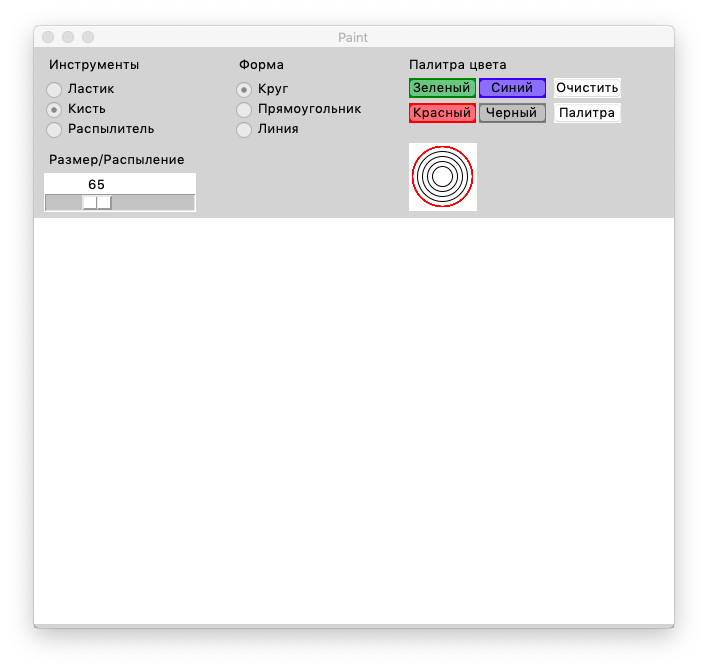 Paint
Инструменты
Ластик
Кисть
Распылитель
Размер/Распыление
65
Форма
Круг
Прямоугольник
Линия
Палитра цвета
Зеленый Синий Очистить
Красный Черный Палитра